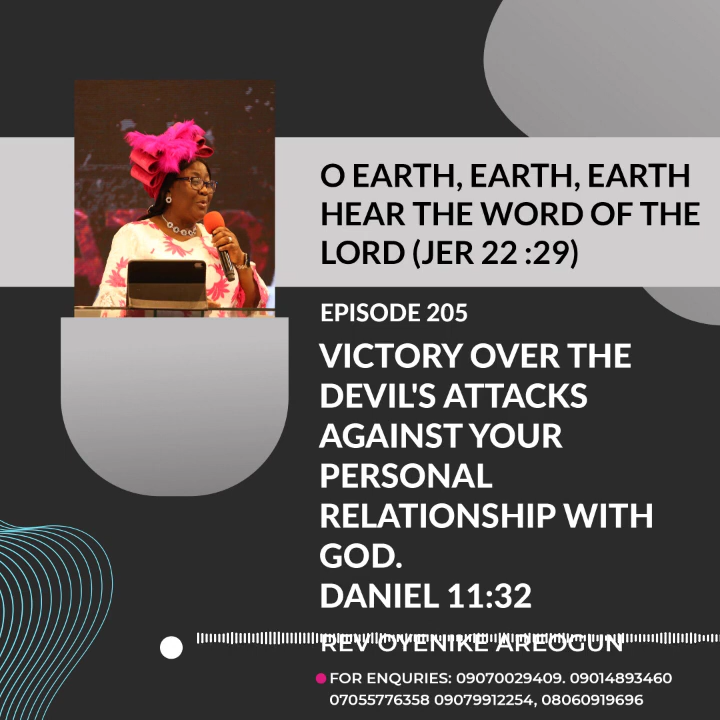 O EARTH, EARTH, EARTH
HEAR THE WORD OF THE
LORD (JER 22 :29)
EPISODE 205
VICTORY OVER THE
DEVIL'S ATTACKS
AGAINST YOUR
PERSONAL
RELATIONSHIP WITH
GOD.
DANIEL 11:32
REV OYENIKE AREOGUN
FOR ENQURIES: 09070029409. 09014893460
07055776358 09079912254, 08060919696